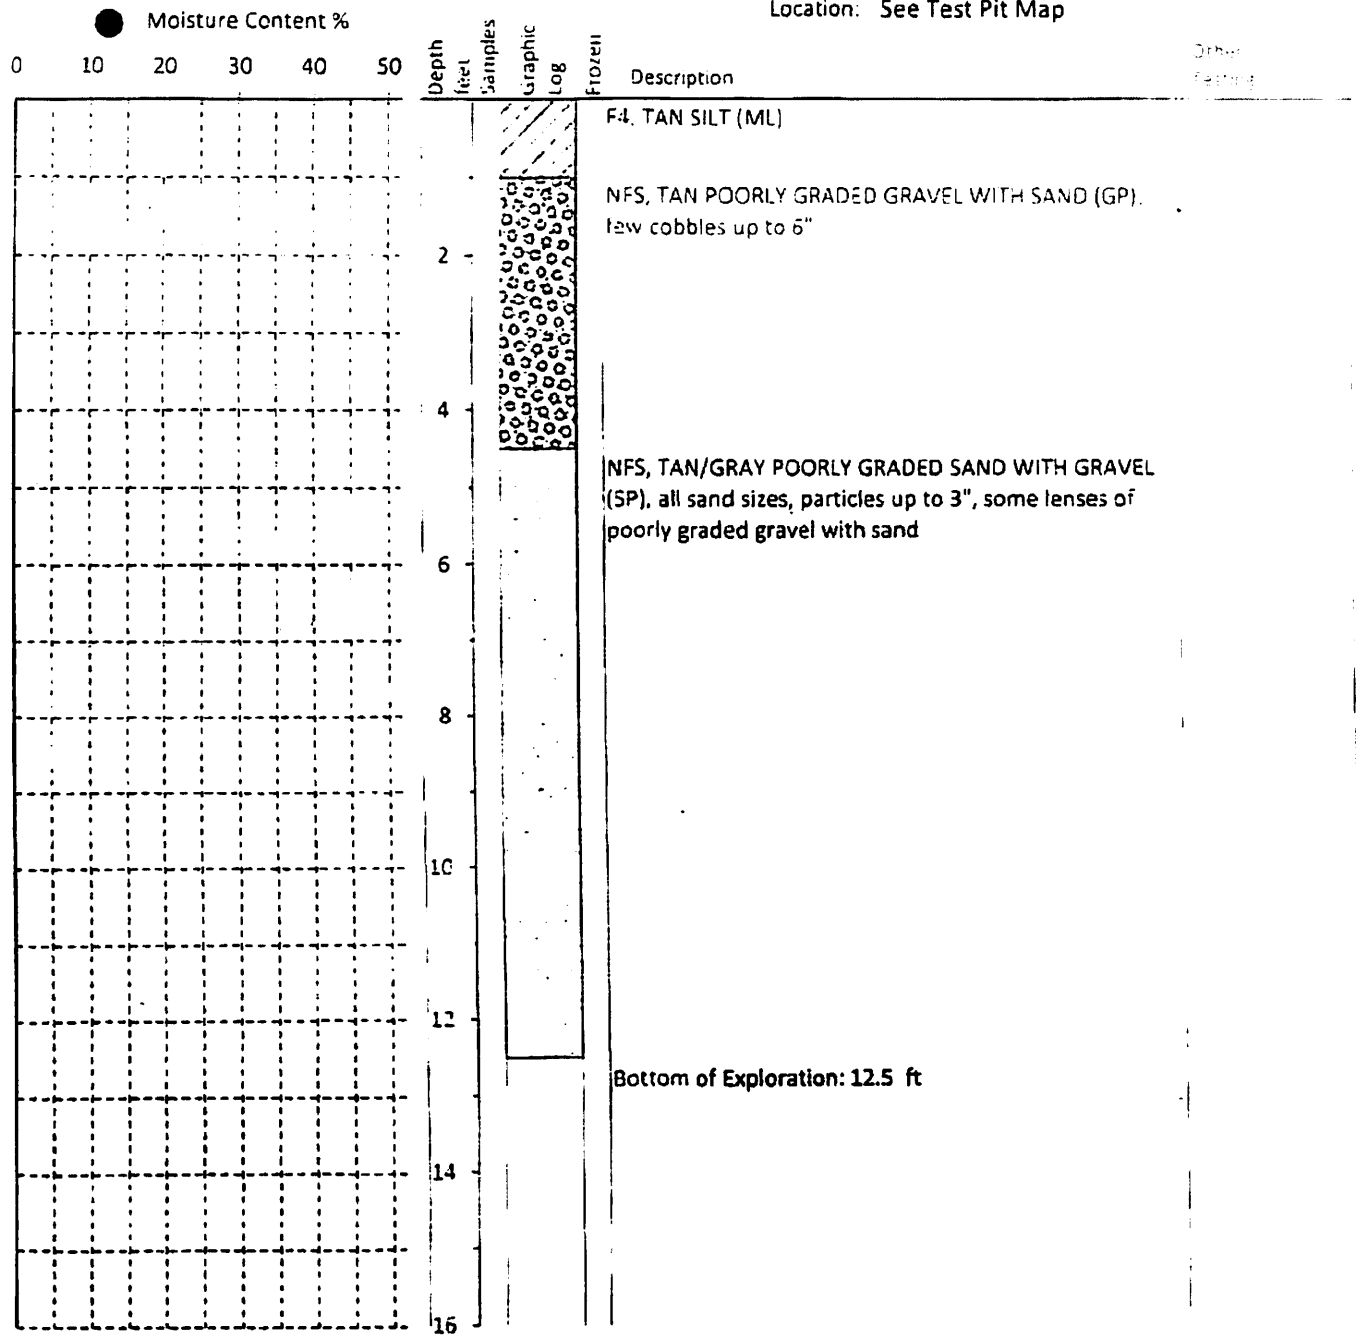 Moisture Content %
Location: See Test Pit Map
0 10 20 30 40 50
Depth
feet
Samples
Graphic
Log
Frozen
Description
Other
Testing
F4, TAN SILT (ML)
NFS, TAN POORLY GRADED GRAVEL WITH SAND (GP),
few cobbles up to 6"
2
4
NFS, TAN/GRAY POORLY GRADED SAND WITH GRAVEL
(SP), all sand sizes, particles up to 3", some lenses of
poorly graded gravel with sand
6
8
10
12
Bottom of Exploration: 12.5 ft
14
16